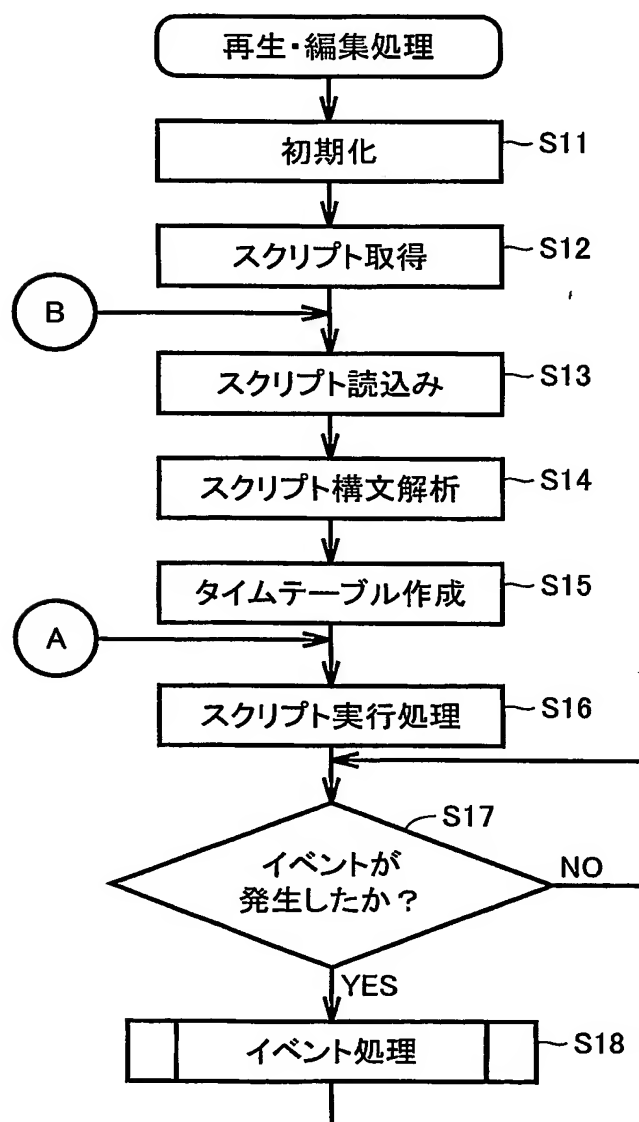 再生・編集処理
初期化
S11
スクリプト取得
S12
B
スクリプト読込み
S13
スクリプト構文解析
S14
タイムテーブル作成
S15
A
スクリプト実行処理
S16
S17
イベントが
発生したか？
NO
YES
イベント処理
S18